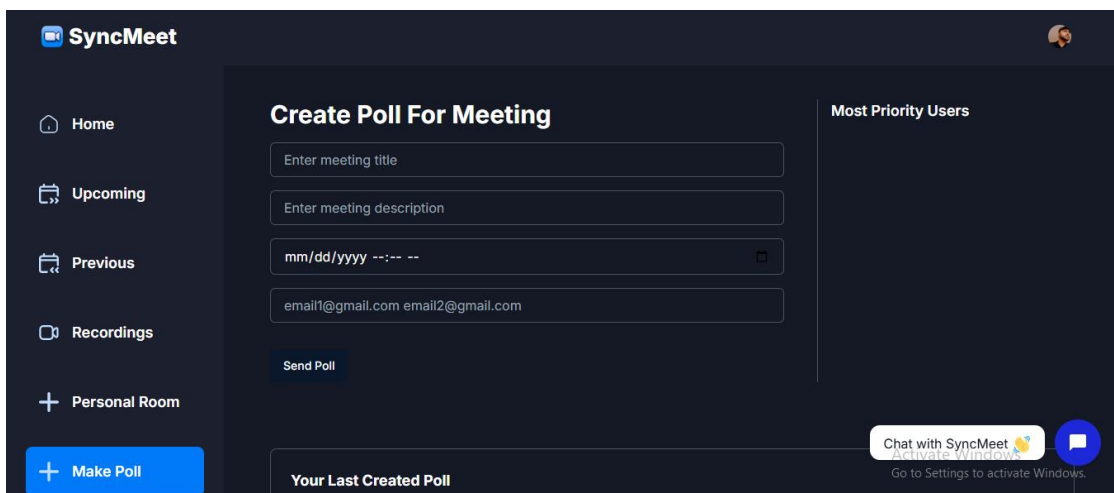 SyncMeet
Home
Upcoming
Previous
Recordings
Personal Room
Make Poll
Create Poll For Meeting
Enter meeting title
Enter meeting description
mm/dd/yyyy --:-- --
email1@gmail.com email2@gmail.com
Send Poll
Your Last Created Poll
Most Priority Users
Chat with SyncMeet 👋
Activate Windows
Go to Settings to activate Windows.